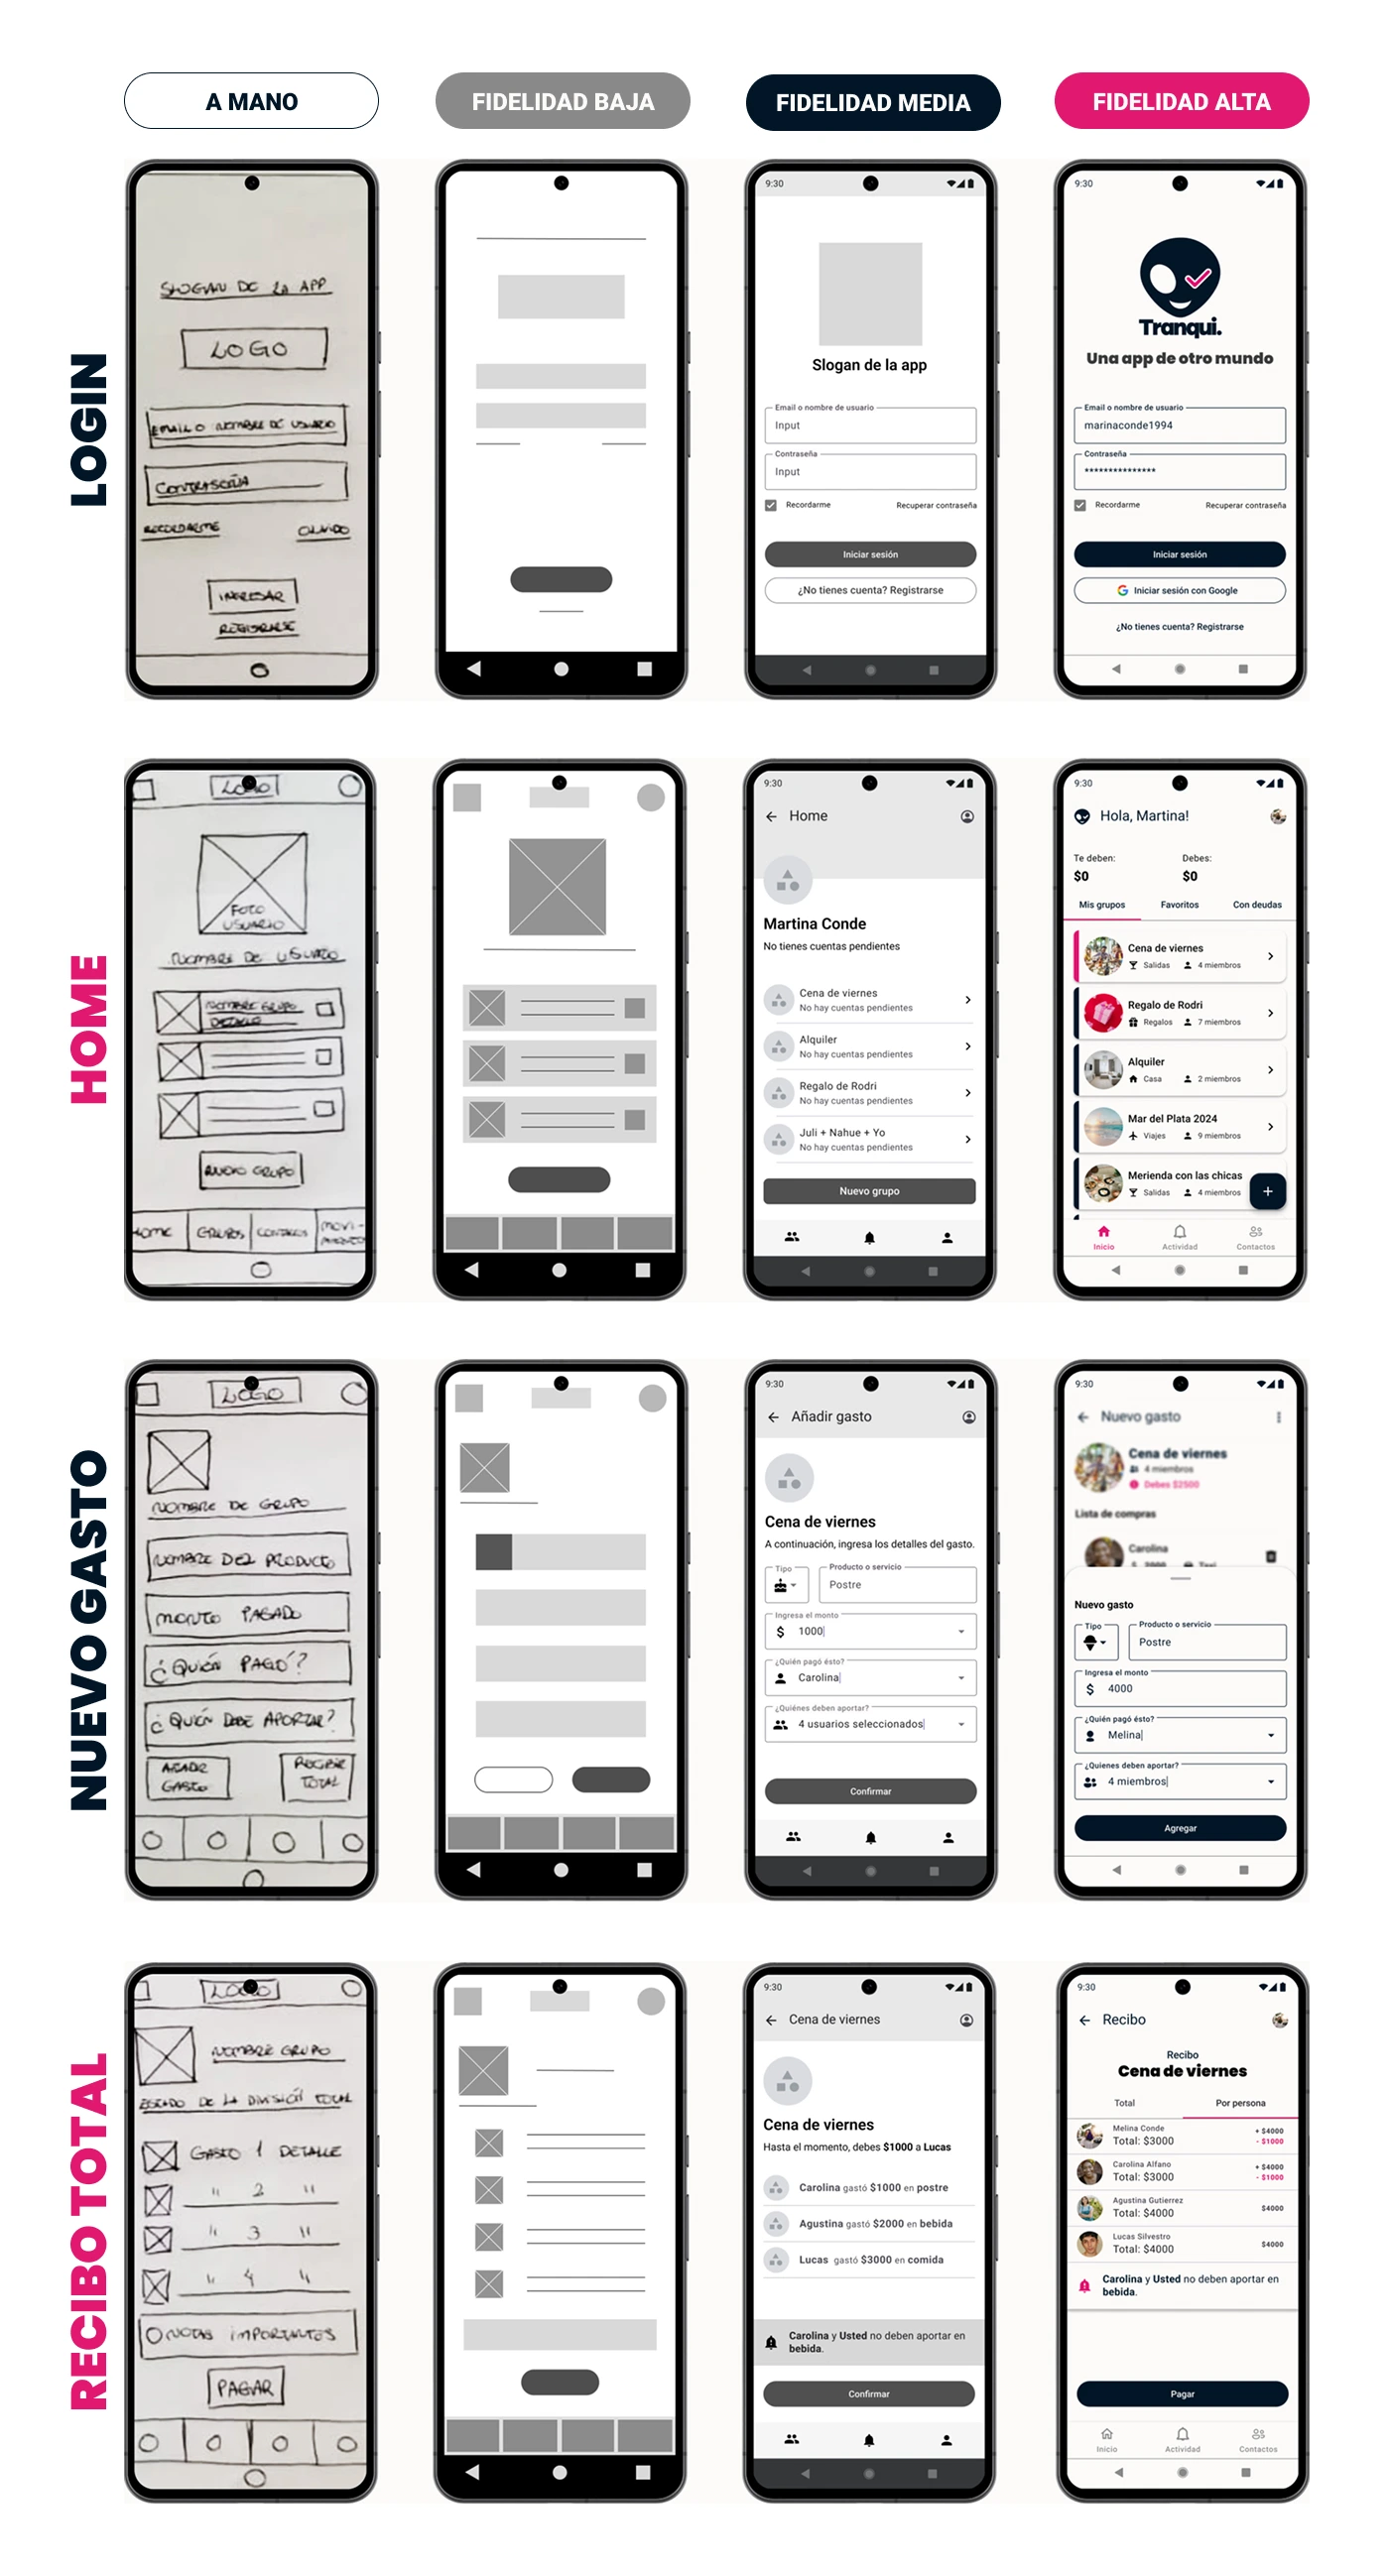 A MANO
FIDELIDAD BAJA
FIDELIDAD MEDIA
FIDELIDAD ALTA
LOGIN
SLOGAN DE LA APP
LOGO
EMAIL O NOMBRE DE USUARIO
CONTRASEÑA
RECORDARME
OLVIDO
INGRESAR
REGISTRARSE
9:30
Slogan de la app
Email o nombre de usuario
Input
Contraseña
Input
Recordarme
Recuperar contraseña
Iniciar sesión
¿No tienes cuenta? Registrarse
9:30
Tranqui.
Una app de otro mundo
Email o nombre de usuario
marinaconde1994
Contraseña
***************
Recordarme
Recuperar contraseña
Iniciar sesión
Iniciar sesión con Google
¿No tienes cuenta? Registrarse
HOME
LOGO
FOTO
USUARIO
NOMBRE DE USUARIO
NOMBRE GRUPO
DETALLE
NUEVO GRUPO
HOME
GRUPOS
CONTACTOS
MOVI-
9:30
Home
Martina Conde
No tienes cuentas pendientes
Cena de viernes
No hay cuentas pendientes
Alquiler
No hay cuentas pendientes
Regalo de Rodri
No hay cuentas pendientes
Juli + Nahue + Yo
No hay cuentas pendientes
Nuevo grupo
9:30
Hola, Martina!
Te deben:
Debes:
$0
$0
Mis grupos
Favoritos
Con deudas
Cena de viernes
Salidas
4 miembros
Regalo de Rodri
Regalos
7 miembros
Alquiler
Casa
2 miembros
Mar del Plata 2024
Viajes
9 miembros
Merienda con las chicas
Salidas
4 miembros
+
Inicio
Actividad
Contactos
NUEVO GASTO
LOGO
NOMBRE DE GRUPO
NOMBRE DEL PRODUCTO
MONTO PAGADO
¿QUIÉN PAGÓ?
¿QUIÉN DEBE APORTAR?
AÑADIR
GASTO
RECIBIR
TOTAL
9:30
Añadir gasto
Cena de viernes
A continuación, ingresa los detalles del gasto.
Tipo
Producto o servicio
Postre
Ingresa el monto
$ 1000
¿Quién pagó ésto?
Carolina
¿Quiénes deben aportar?
4 usuarios seleccionados
Confirmar
9:30
Nuevo gasto
Cena de viernes
4 miembros
Debes $2500
Lista de compras
Carolina
Nuevo gasto
Tipo
Producto o servicio
Postre
Ingresa el monto
$ 4000
¿Quién pagó ésto?
Melina
¿Quienes deben aportar?
4 miembros
Agregar
RECIBO TOTAL
LOGO
NOMBRE GRUPO
ESTADO DE LA DIVISIÓN TOTAL
GASTO 1 DETALLE
" 2 "
" 3 "
" 4 "
NOTAS IMPORTANTES
PAGAR
9:30
Cena de viernes
Cena de viernes
Hasta el momento, debes $1000 a Lucas
Carolina gastó $1000 en postre
Agustina gastó $2000 en bebida
Lucas gastó $3000 en comida
Carolina y Usted no deben aportar en
bebida.
Confirmar
9:30
Recibo
Recibo
Cena de viernes
Total
Por persona
Melina Conde
Total: $3000
+ $4000
- $1000
Carolina Alfano
Total: $3000
+ $4000
- $1000
Agustina Gutierrez
Total: $4000
$4000
Lucas Silvestro
Total: $4000
$4000
Carolina y Usted no deben aportar en
bebida.
Pagar
Inicio
Actividad
Contactos